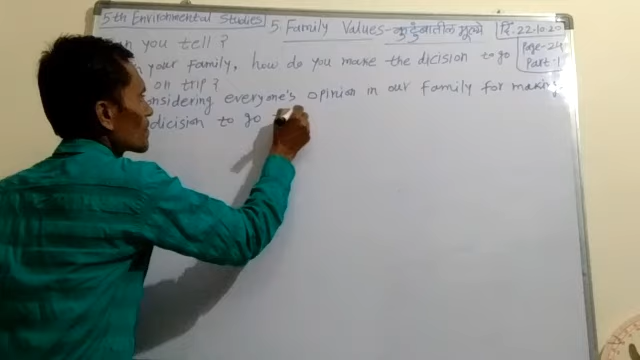 5th Environmental Studies 5. Family Values - कुटुंबातील मूल्ये दि. 22.10.20
you tell ? Page-24
your family, how do you make the dicision to go Part-1
on trip ?
everyone's opinion in our family for making
dicision to go